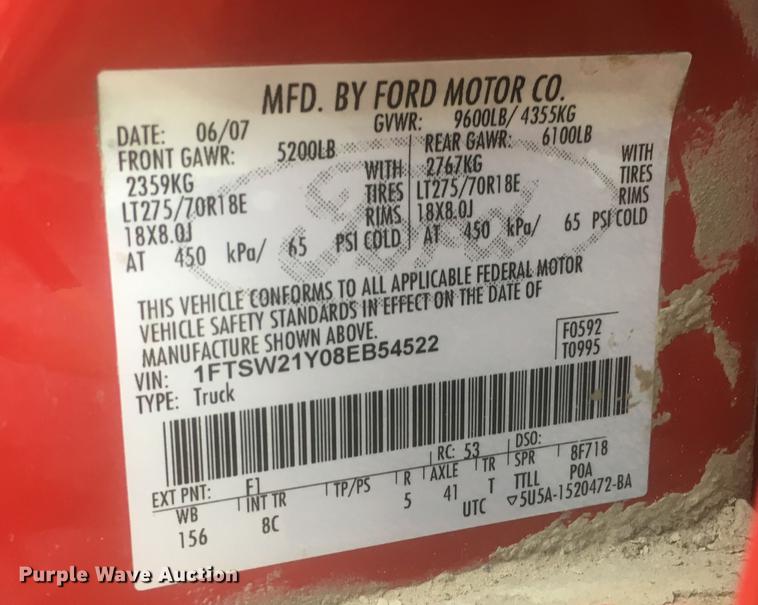 MFD. BY FORD MOTOR CO.
DATE: 06/07 GVWR: 9600LB/ 4355KG
FRONT GAWR: 5200LB REAR GAWR: 6100LB
2359KG WITH 2767KG WITH
LT275/70R18E TIRES LT275/70R18E TIRES
18X8.0J RIMS 18X8.0J RIMS
AT 450 kPa/ 65 PSI COLD AT 450 kPa/ 65 PSI COLD
Ford
THIS VEHICLE CONFORMS TO ALL APPLICABLE FEDERAL MOTOR
VEHICLE SAFETY STANDARDS IN EFFECT ON THE DATE OF
MANUFACTURE SHOWN ABOVE.
VIN: 1FTSW21Y08EB54522 F0592
TYPE: Truck T0995
EXT PNT: F1 RC: 53 DSO:
WB INT TR TP/PS R AXLE TR SPR 8F718
156 8C 5 41 T TTLL POA
UTC ▽5U5A-1520472-BA
Purple Wave Auction